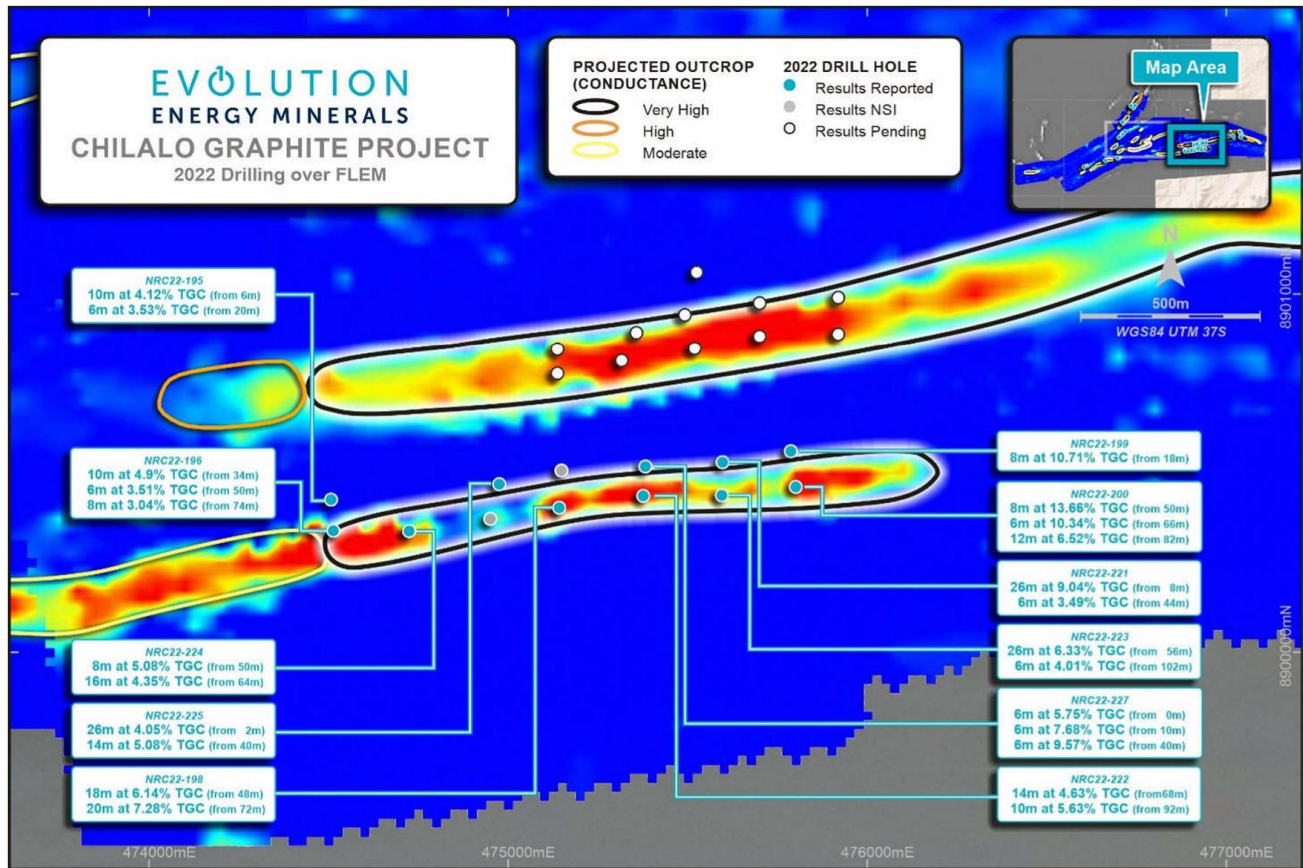 EVOLUTION
ENERGY MINERALS
CHILALO GRAPHITE PROJECT
2022 Drilling over FLEM
PROJECTED OUTCROP
(CONDUCTANCE)
Very High
High
Moderate
2022 DRILL HOLE
Results Reported
Results NSI
Results Pending
Map Area
N
500m
WGS84 UTM 37S
8901000mN
8900000mN
NRC22-195
10m at 4.12% TGC (from 6m)
6m at 3.53% TGC (from 20m)
NRC22-196
10m at 4.9% TGC (from 34m)
6m at 3.51% TGC (from 50m)
8m at 3.04% TGC (from 74m)
NRC22-224
8m at 5.08% TGC (from 50m)
16m at 4.35% TGC (from 64m)
NRC22-225
26m at 4.05% TGC (from 2m)
14m at 5.08% TGC (from 40m)
NRC22-198
18m at 6.14% TGC (from 48m)
20m at 7.28% TGC (from 72m)
NRC22-199
8m at 10.71% TGC (from 18m)
NRC22-200
8m at 13.66% TGC (from 50m)
6m at 10.34% TGC (from 66m)
12m at 6.52% TGC (from 82m)
NRC22-221
26m at 9.04% TGC (from 8m)
6m at 3.49% TGC (from 44m)
NRC22-223
26m at 6.33% TGC (from 56m)
6m at 4.01% TGC (from 102m)
NRC22-227
6m at 5.75% TGC (from 0m)
6m at 7.68% TGC (from 10m)
6m at 9.57% TGC (from 40m)
NRC22-222
14m at 4.63% TGC (from68m)
10m at 5.63% TGC (from 92m)
474000mE
475000mE
476000mE
477000mE